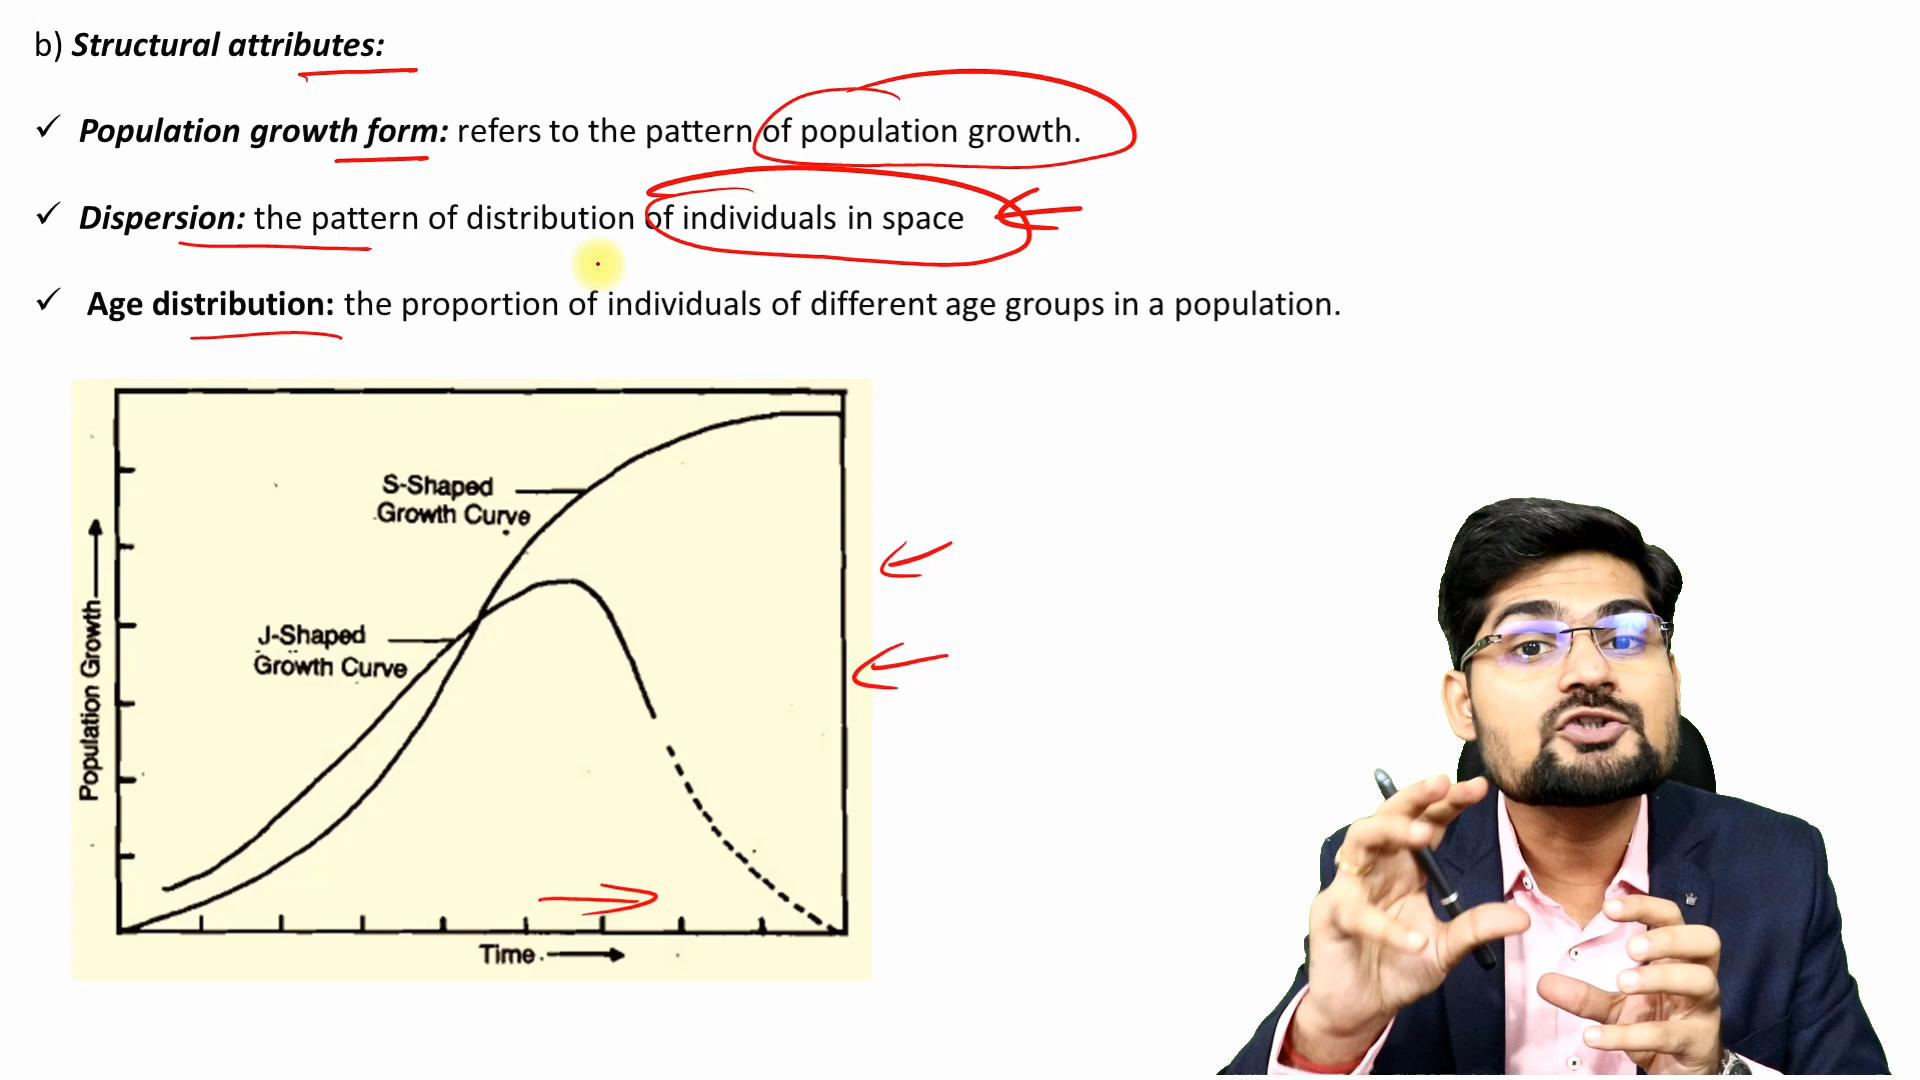 b) Structural attributes:
✓ Population growth form: refers to the pattern of population growth.
✓ Dispersion: the pattern of distribution of individuals in space
✓ Age distribution: the proportion of individuals of different age groups in a population.
S-Shaped
Growth Curve
J-Shaped
Growth Curve
Population Growth
Time